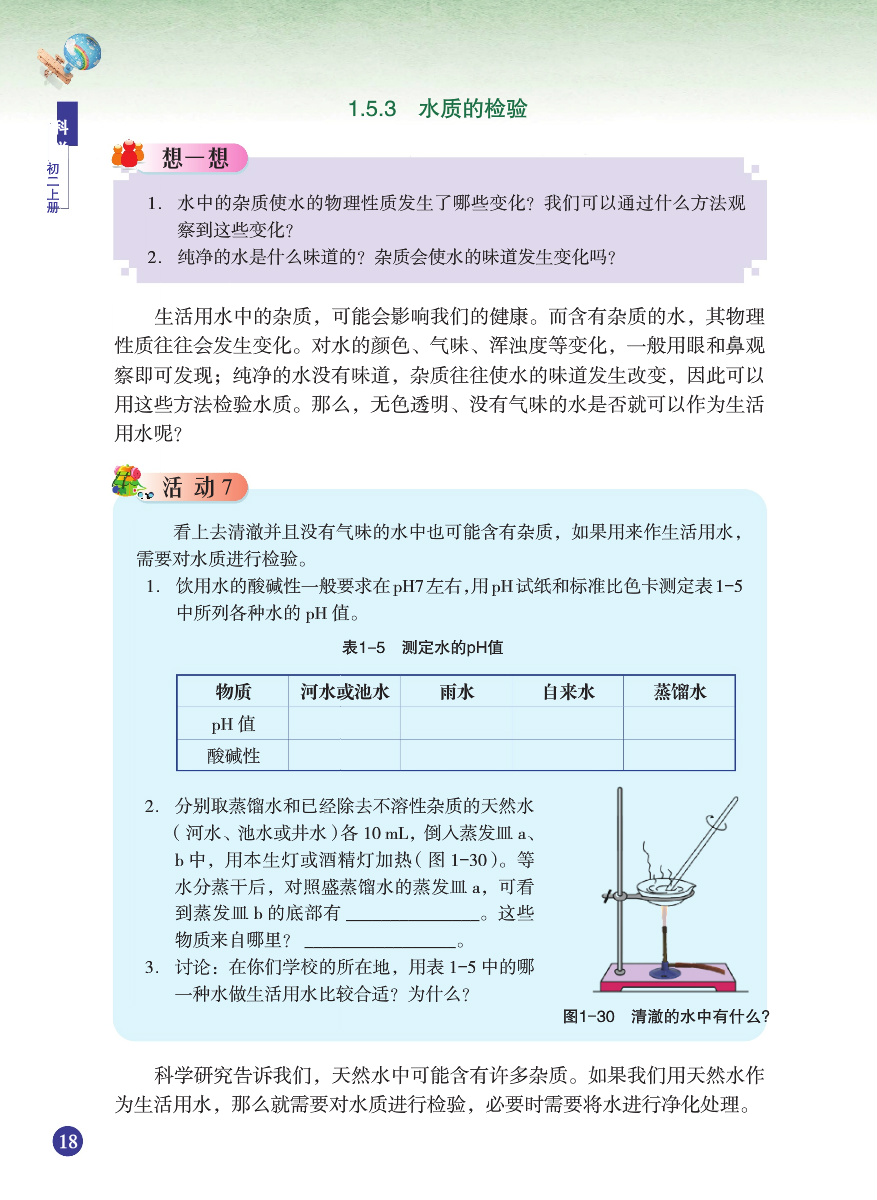 1.5.3 水质的检验
科
初二上册
想一想
1. 水中的杂质使水的物理性质发生了哪些变化？我们可以通过什么方法观
察到这些变化？
2. 纯净的水是什么味道的？杂质会使水的味道发生变化吗？
生活用水中的杂质，可能会影响我们的健康。而含有杂质的水，其物理
性质往往会发生变化。对水的颜色、气味、浑浊度等变化，一般用眼和鼻观
察即可发现；纯净的水没有味道，杂质往往使水的味道发生改变，因此可以
用这些方法检验水质。那么，无色透明、没有气味的水是否就可以作为生活
用水呢？
活 动 7
看上去清澈并且没有气味的水中也可能含有杂质，如果用来作生活用水，
需要对水质进行检验。
1. 饮用水的酸碱性一般要求在pH7左右，用pH试纸和标准比色卡测定表1-5
中所列各种水的 pH 值。
表1-5 测定水的pH值
物质 河水或池水 雨水 自来水 蒸馏水
pH 值
酸碱性
2. 分别取蒸馏水和已经除去不溶性杂质的天然水
（河水、池水或井水）各 10 mL，倒入蒸发皿 a、
b 中，用本生灯或酒精灯加热（图 1-30）。等
水分蒸干后，对照盛蒸馏水的蒸发皿 a，可看
到蒸发皿 b 的底部有 ______________。这些
物质来自哪里？ ________________。
3. 讨论：在你们学校的所在地，用表 1-5 中的哪
一种水做生活用水比较合适？为什么？
图1-30 清澈的水中有什么？
科学研究告诉我们，天然水中可能含有许多杂质。如果我们用天然水作
为生活用水，那么就需要对水质进行检验，必要时需要将水进行净化处理。
18